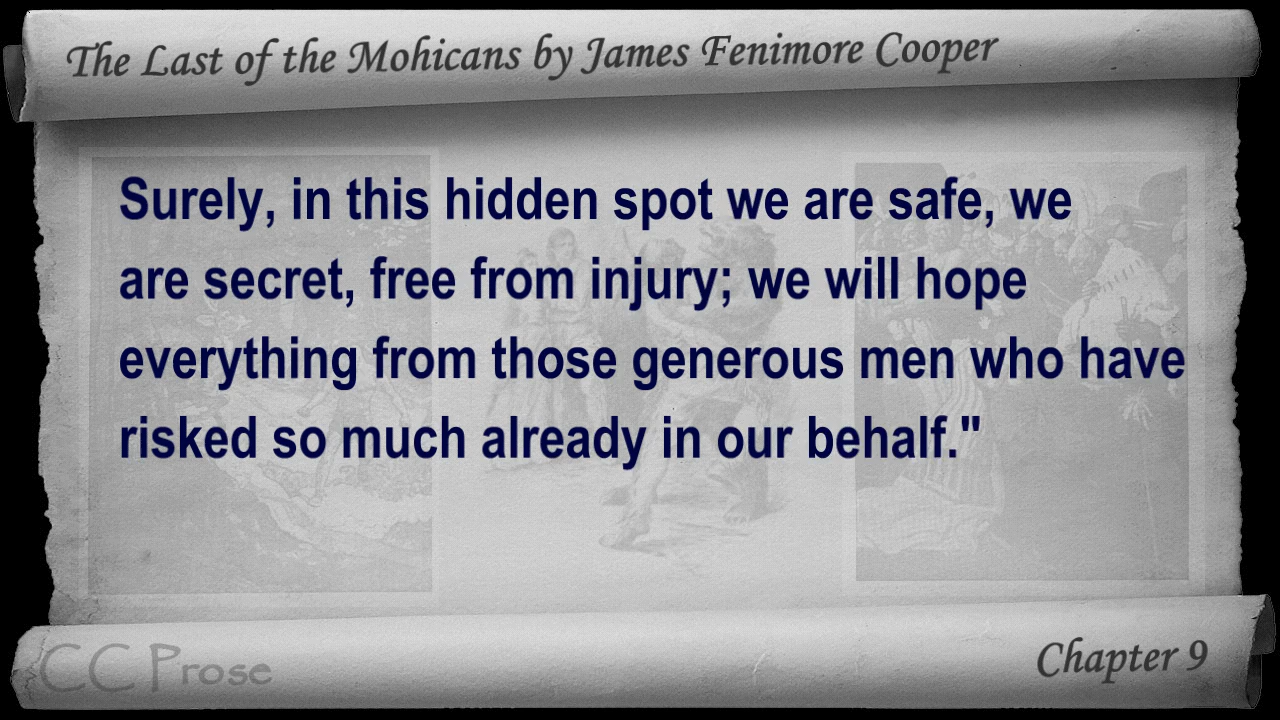 The Last of the Mohicans by James Fenimore Cooper
Surely, in this hidden spot we are safe, we
are secret, free from injury; we will hope
everything from those generous men who have
risked so much already in our behalf."
CC Prose
Chapter 9